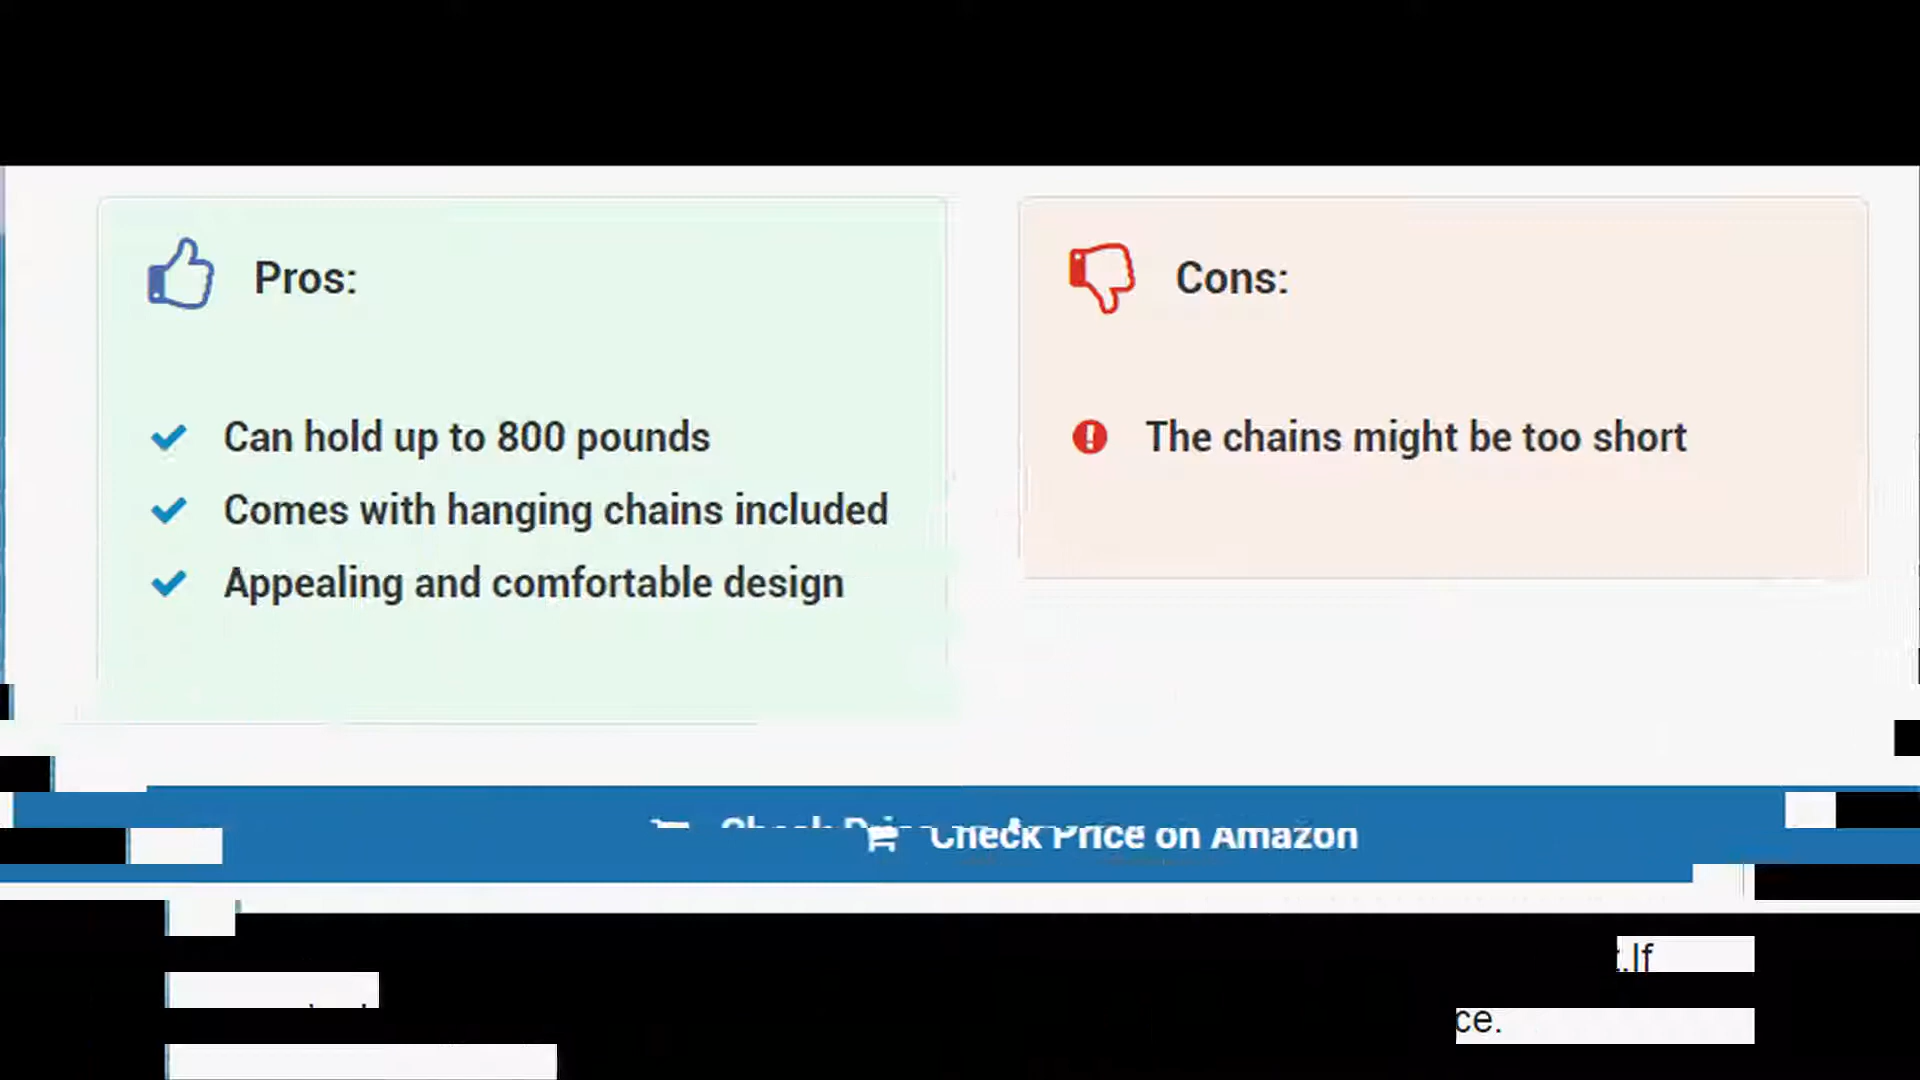 Pros:
Can hold up to 800 pounds
Comes with hanging chains included
Appealing and comfortable design
Cons:
The chains might be too short
Check Price on Amazon
.If
ce.